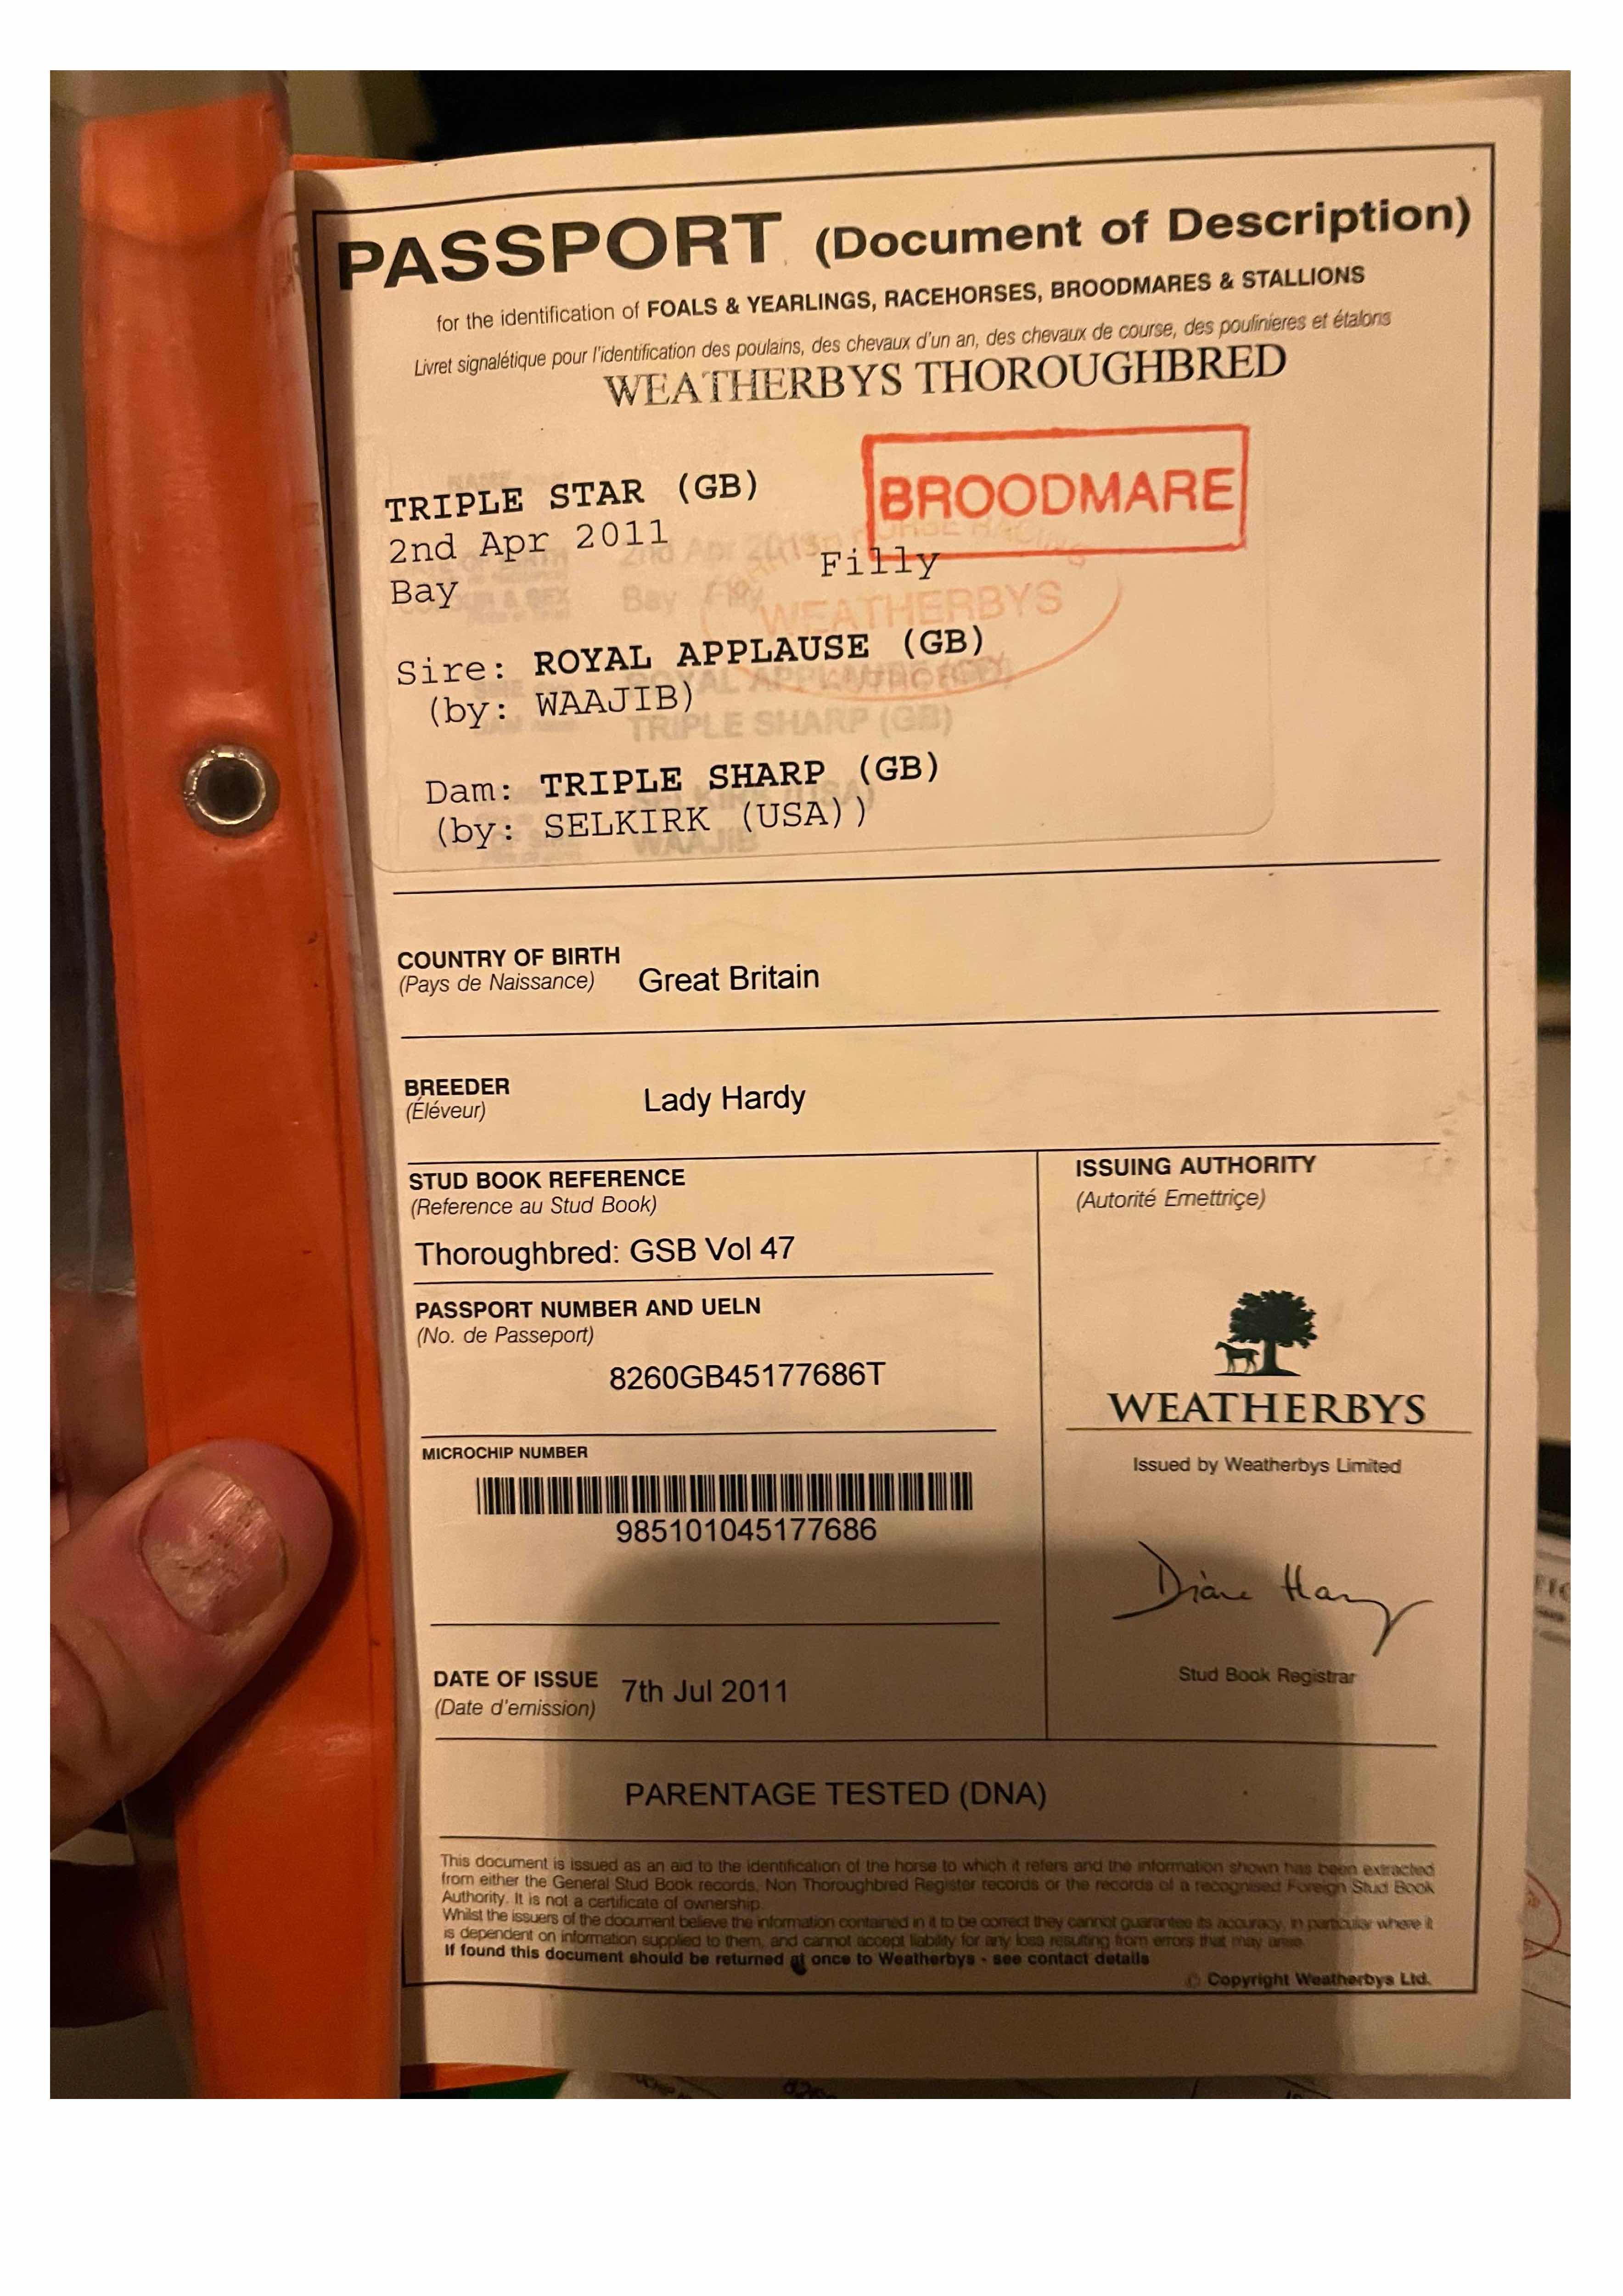 PASSPORT (Document of Description)
for the identification of FOALS & YEARLINGS, RACEHORSES, BROODMARES & STALLIONS
Livret signalétique pour l'identification des poulains, des chevaux d'un an, des chevaux de course, des poulinieres et étalons
WEATHERBYS THOROUGHBRED
TRIPLE STAR (GB)
BROODMARE
2nd Apr 2011
Filly
Bay
WEATHERBYS
Sire: ROYAL APPLAUSE (GB)
(by: WAAJIB)
TRIPLE SHARP (GB)
Dam: TRIPLE SHARP (GB)
(by: SELKIRK (USA))
WAAJIB
COUNTRY OF BIRTH
(Pays de Naissance)
Great Britain
BREEDER
(Éléveur)
Lady Hardy
STUD BOOK REFERENCE
(Reference au Stud Book)
Thoroughbred: GSB Vol 47
PASSPORT NUMBER AND UELN
(No. de Passeport)
8260GB45177686T
MICROCHIP NUMBER
985101045177686
DATE OF ISSUE
(Date d'emission)
7th Jul 2011
ISSUING AUTHORITY
(Autorité Emettriçe)
WEATHERBYS
Issued by Weatherbys Limited
Diane Han
Stud Book Registrar
PARENTAGE TESTED (DNA)
This document is issued as an aid to the identification of the horse to which it refers and the information shown has been extracted
from either the General Stud Book records, Non Thoroughbred Register records or the records of a recognised Foreign Stud Book
Authority. It is not a certificate of ownership.
Whilst the issuers of the document believe the information contained in it to be correct they cannot guarantee its accuracy, in particular where it
is dependent on information supplied to them, and cannot accept liability for any loss resulting from errors that may arise.
If found this document should be returned at once to Weatherbys - see contact details
© Copyright Weatherbys Ltd.